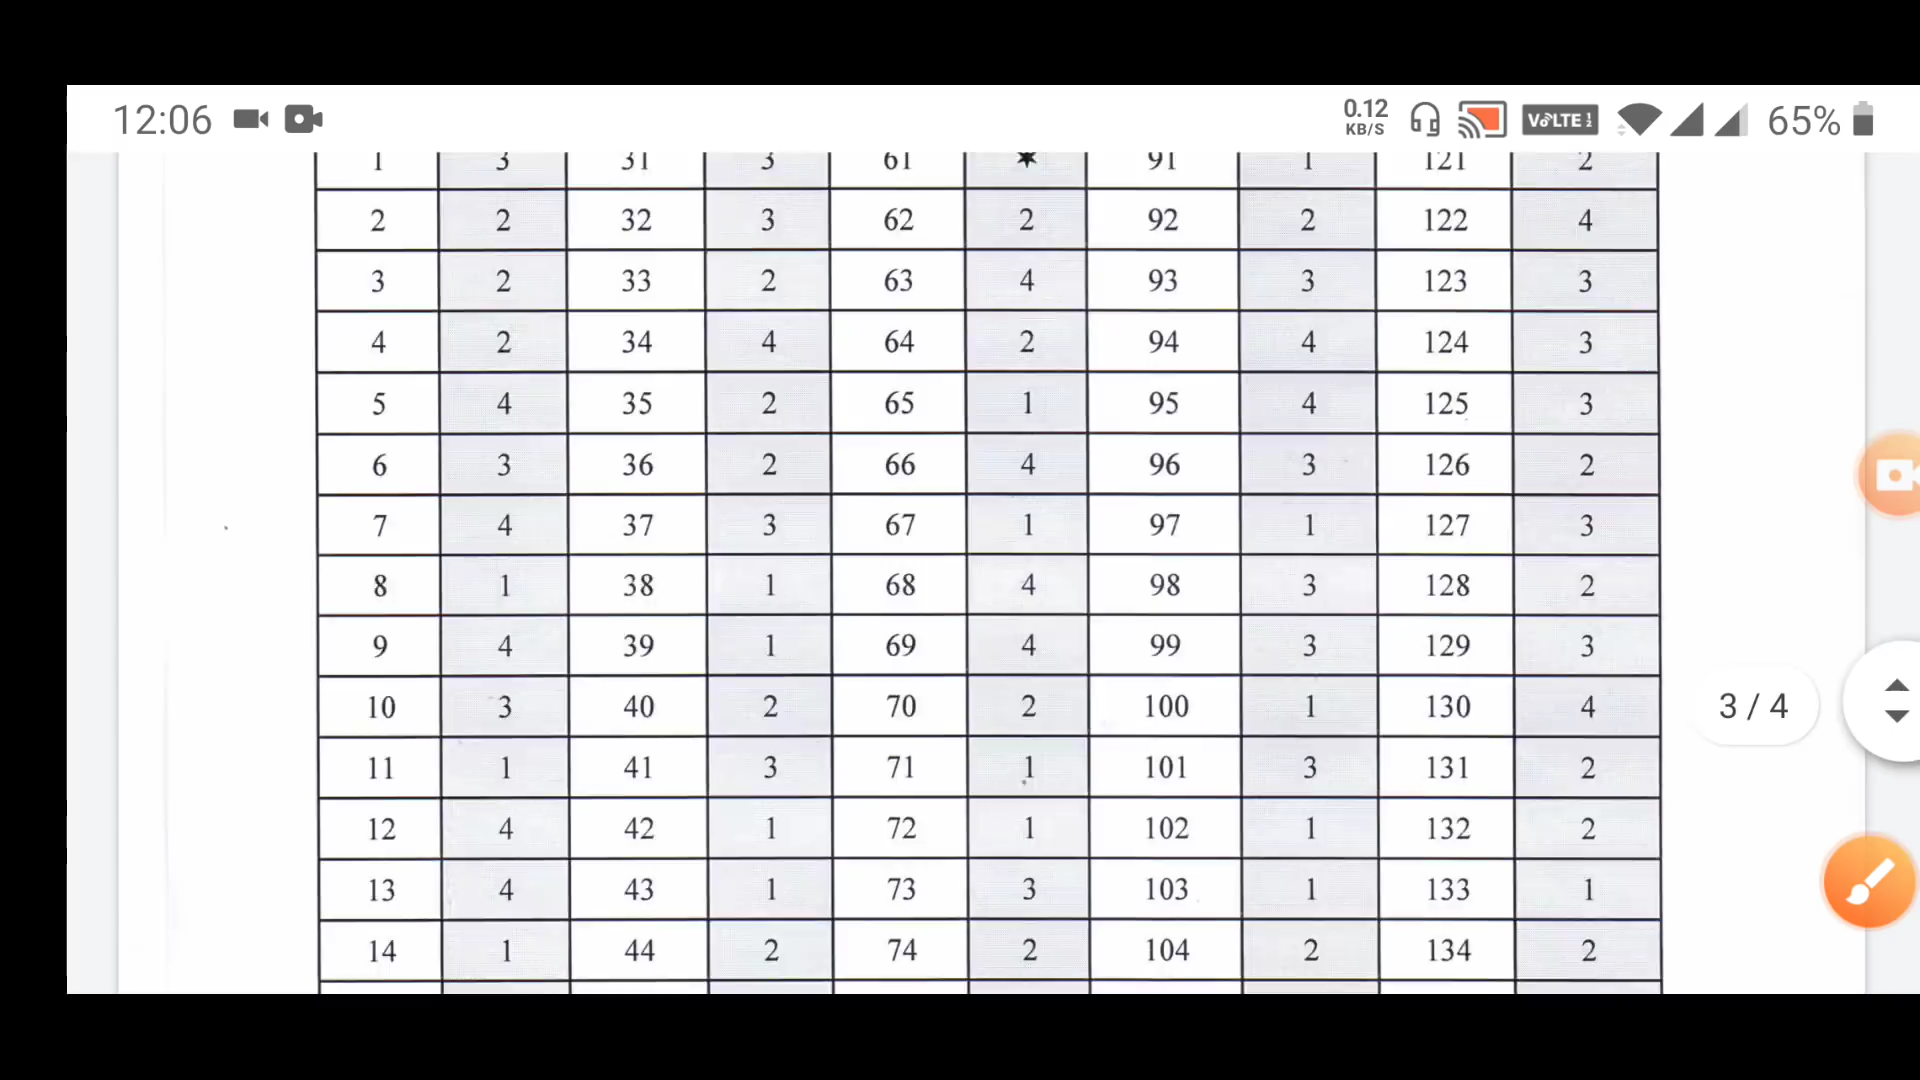 12:06 0.12 KB/S VoLTE 1 2 65%
1 3 31 3 61 ★ 91 1 121 2
2 2 32 3 62 2 92 2 122 4
3 2 33 2 63 4 93 3 123 3
4 2 34 4 64 2 94 4 124 3
5 4 35 2 65 1 95 4 125 3
6 3 36 2 66 4 96 3 126 2
7 4 37 3 67 1 97 1 127 3
8 1 38 1 68 4 98 3 128 2
9 4 39 1 69 4 99 3 129 3
10 3 40 2 70 2 100 1 130 4
3 / 4
11 1 41 3 71 1 101 3 131 2
12 4 42 1 72 1 102 1 132 2
13 4 43 1 73 3 103 1 133 1
14 1 44 2 74 2 104 2 134 2